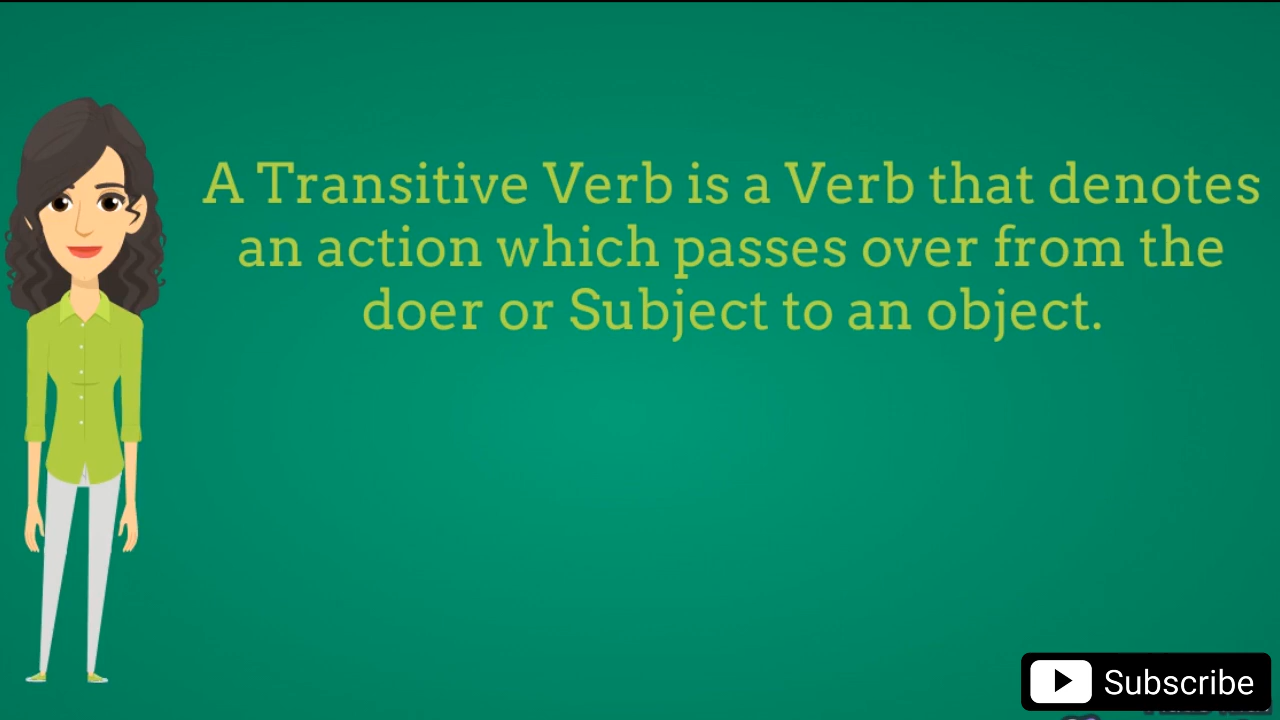 A Transitive Verb is a Verb that denotes
an action which passes over from the
doer or Subject to an object.
Subscribe